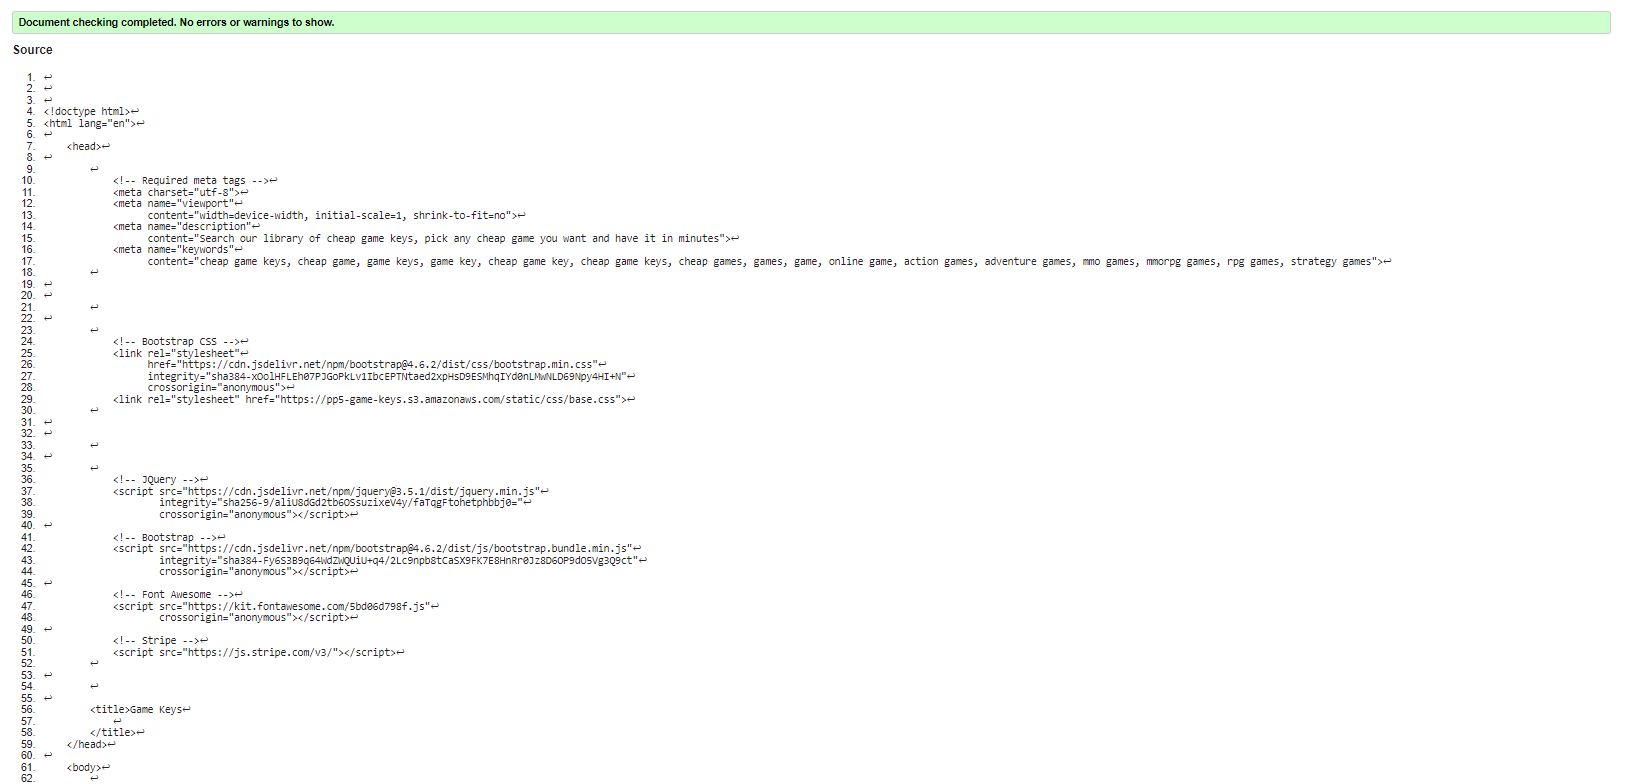 Document checking completed. No errors or warnings to show.
Source
1. ↩
2. ↩
3. ↩
4. <!doctype html>↩
5. <html lang="en">↩
6. ↩
7. <head>↩
8. ↩
9. ↩
10. <!-- Required meta tags -->↩
11. <meta charset="utf-8">↩
12. <meta name="viewport"↩
13. content="width=device-width, initial-scale=1, shrink-to-fit=no">↩
14. <meta name="description"↩
15. content="Search our library of cheap game keys, pick any cheap game you want and have it in minutes">↩
16. <meta name="keywords"↩
17. content="cheap game keys, cheap game, game keys, game key, cheap game key, cheap game keys, cheap games, games, game, online game, action games, adventure games, mmo games, mmorpg games, rpg games, strategy games">↩
18. ↩
19. ↩
20. ↩
21. ↩
22. ↩
23. ↩
24. <!-- Bootstrap CSS -->↩
25. <link rel="stylesheet"↩
26. href="https://cdn.jsdelivr.net/npm/bootstrap@4.6.2/dist/css/bootstrap.min.css"↩
27. integrity="sha384-xOolHFLEh07PJGoPkLv1IbcEPTNtaed2xpHsD9ESMhqIYd0nLMwNLD69Npy4HI+N"↩
28. crossorigin="anonymous">↩
29. <link rel="stylesheet" href="https://pp5-game-keys.s3.amazonaws.com/static/css/base.css">↩
30. ↩
31. ↩
32. ↩
33. ↩
34. ↩
35. ↩
36. <!-- JQuery -->↩
37. <script src="https://cdn.jsdelivr.net/npm/jquery@3.5.1/dist/jquery.min.js"↩
38. integrity="sha256-9/aliU8dGd2tb6OSsuzixeV4y/faTqgFtohetphbbj0="↩
39. crossorigin="anonymous"></script>↩
40. ↩
41. <!-- Bootstrap -->↩
42. <script src="https://cdn.jsdelivr.net/npm/bootstrap@4.6.2/dist/js/bootstrap.bundle.min.js"↩
43. integrity="sha384-Fy6S3B9q64WdZWQUiU+q4/2Lc9npb8tCaSX9FK7E8HnRr0Jz8D6OP9dO5Vg3Q9ct"↩
44. crossorigin="anonymous"></script>↩
45. ↩
46. <!-- Font Awesome -->↩
47. <script src="https://kit.fontawesome.com/5bd06d798f.js"↩
48. crossorigin="anonymous"></script>↩
49. ↩
50. <!-- Stripe -->↩
51. <script src="https://js.stripe.com/v3/"></script>↩
52. ↩
53. ↩
54. ↩
55. ↩
56. <title>Game Keys↩
57. ↩
58. </title>↩
59. </head>↩
60. ↩
61. <body>↩
62. ↩